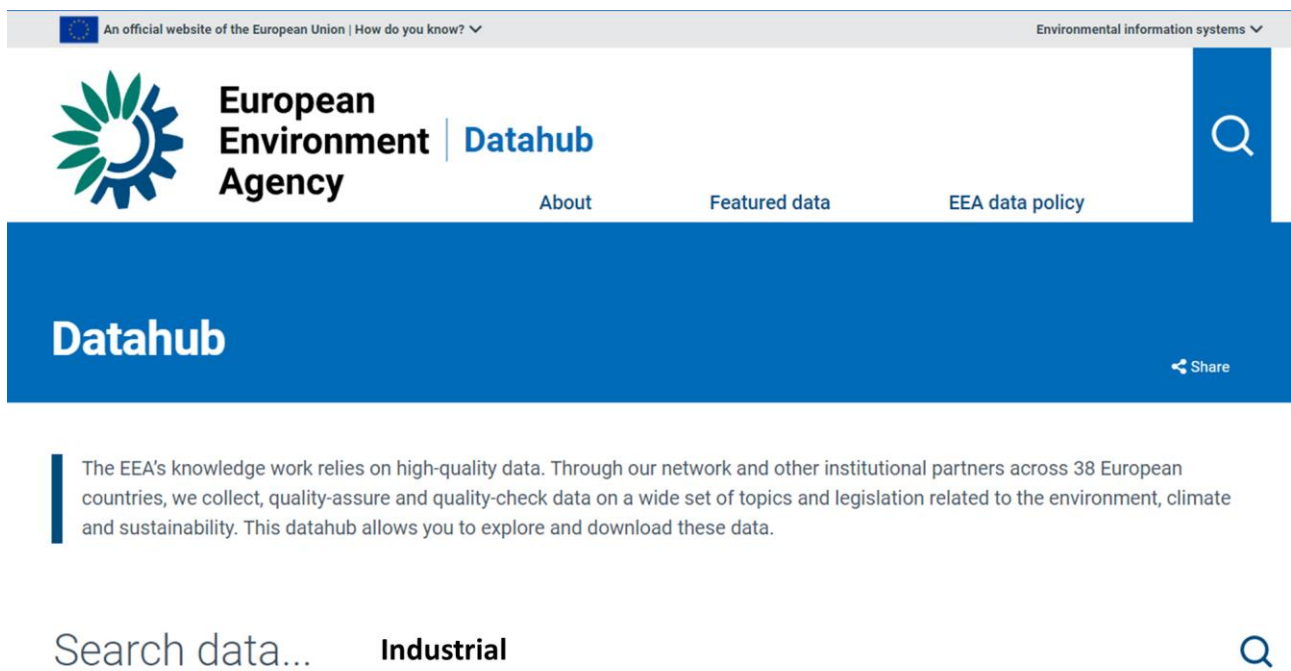 An official website of the European Union | How do you know?
Environmental information systems
European
Environment
Agency
Datahub
About
Featured data
EEA data policy
Datahub
Share
The EEA's knowledge work relies on high-quality data. Through our network and other institutional partners across 38 European
countries, we collect, quality-assure and quality-check data on a wide set of topics and legislation related to the environment, climate
and sustainability. This datahub allows you to explore and download these data.
Search data... Industrial